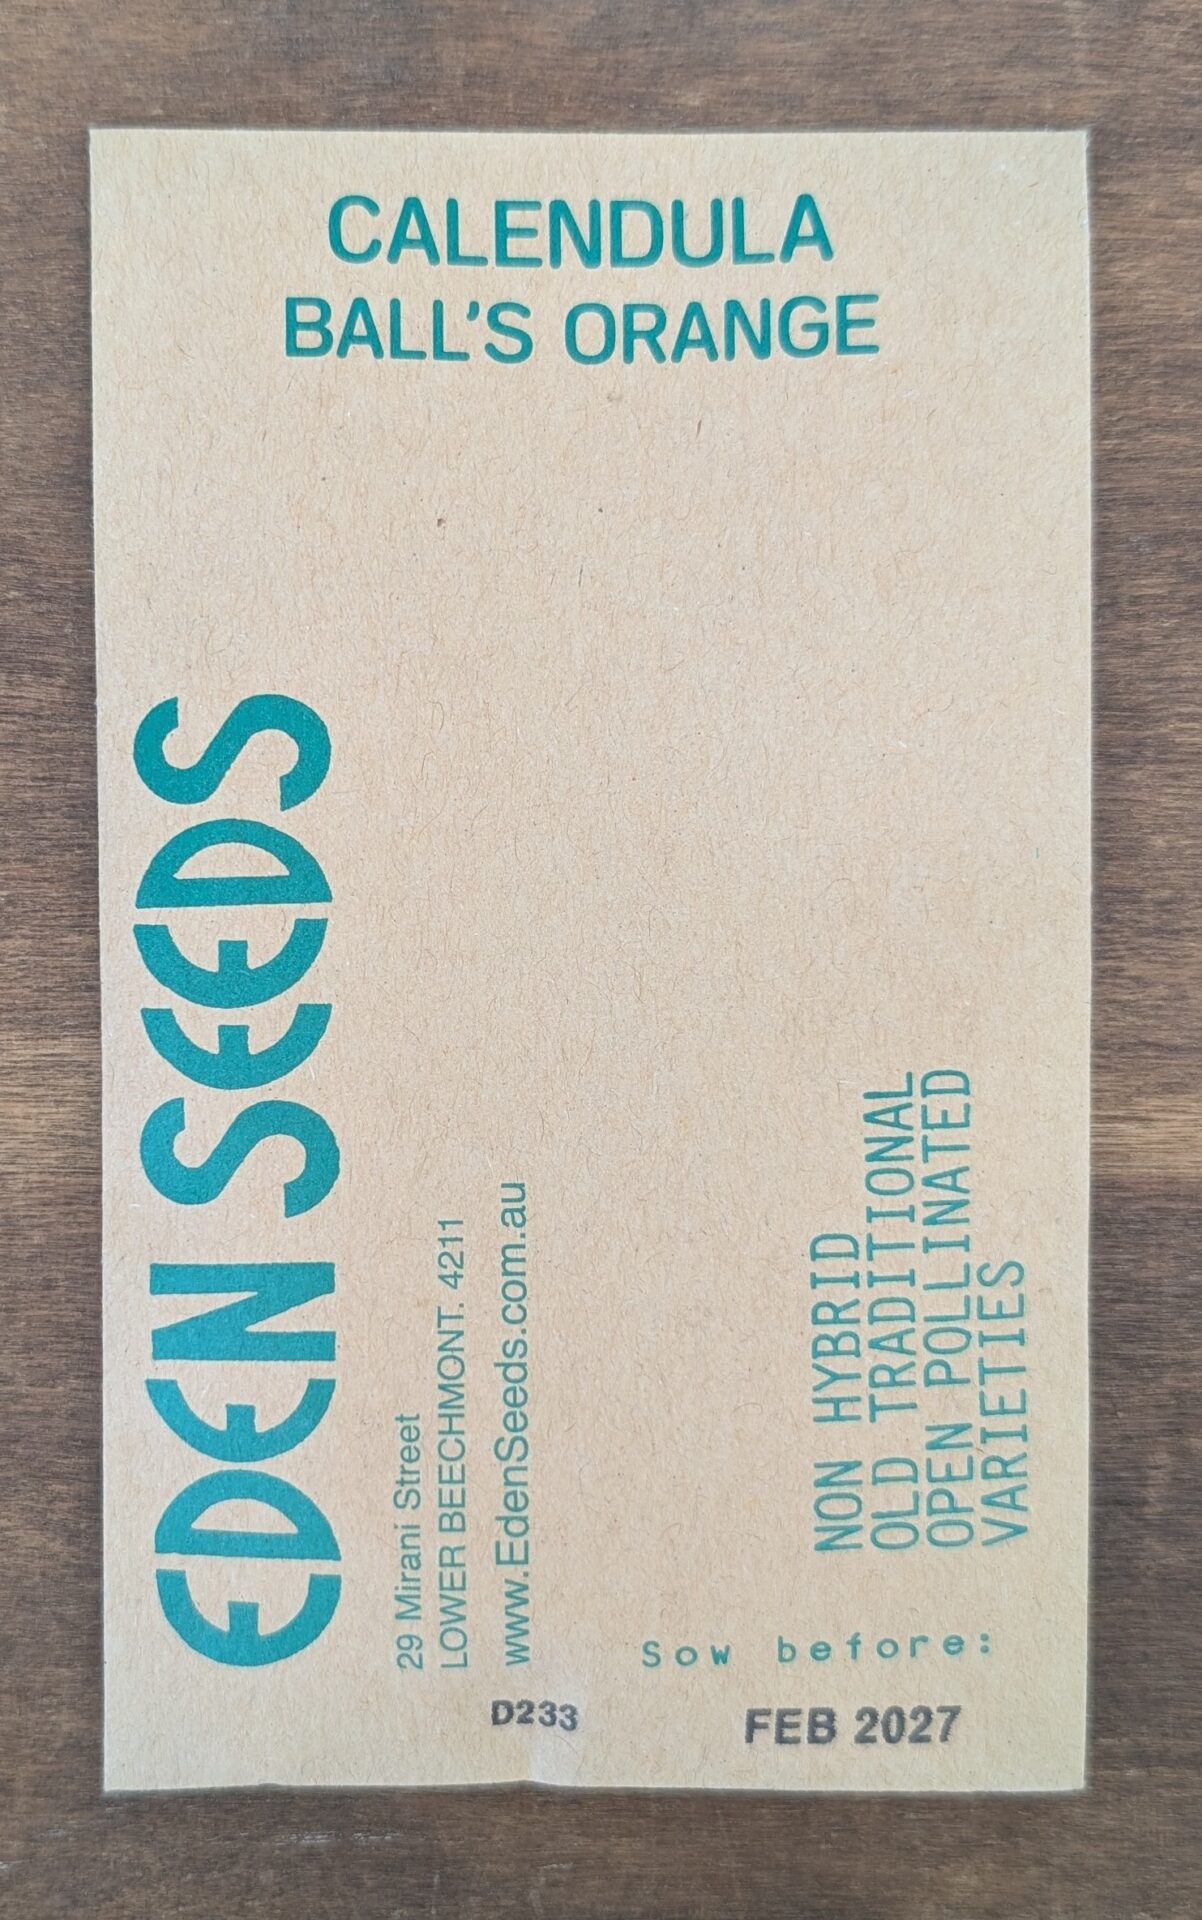 CALENDULA
BALL'S ORANGE
EDEN SEEDS
29 Mirani Street
LOWER BEECHMONT. 4211
www.EdenSeeds.com.au
NON HYBRID
OLD TRADITIONAL
OPEN POLLINATED
VARIETIES
Sow before:
D233
FEB 2027